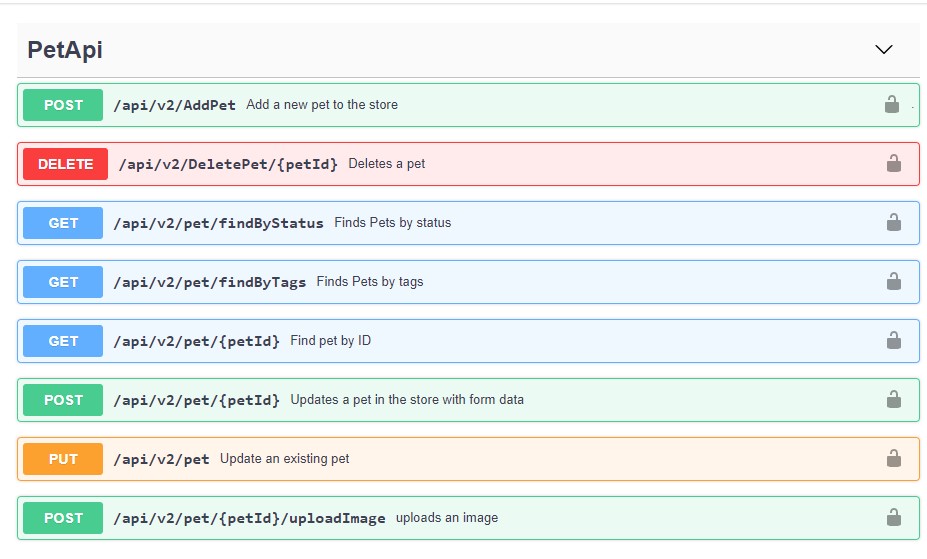 PetApi
POST /api/v2/AddPet Add a new pet to the store
DELETE /api/v2/DeletePet/{petId} Deletes a pet
GET /api/v2/pet/findByStatus Finds Pets by status
GET /api/v2/pet/findByTags Finds Pets by tags
GET /api/v2/pet/{petId} Find pet by ID
POST /api/v2/pet/{petId} Updates a pet in the store with form data
PUT /api/v2/pet Update an existing pet
POST /api/v2/pet/{petId}/uploadImage uploads an image